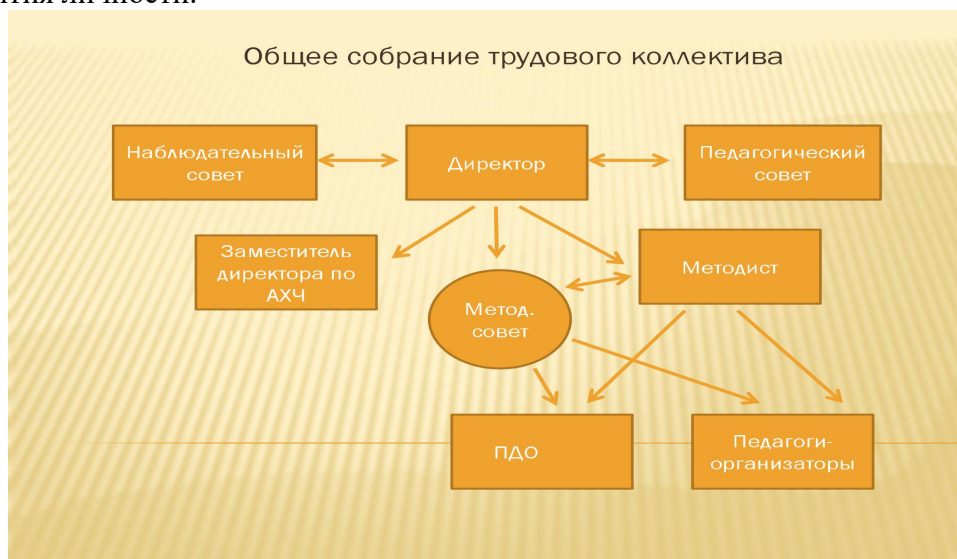 личности.
Общее собрание трудового коллектива
Наблюдательный
совет
Директор
Педагогический
совет
Заместитель
директора по
АХЧ
Метод.
совет
Методист
ПДО
Педагоги-
организаторы